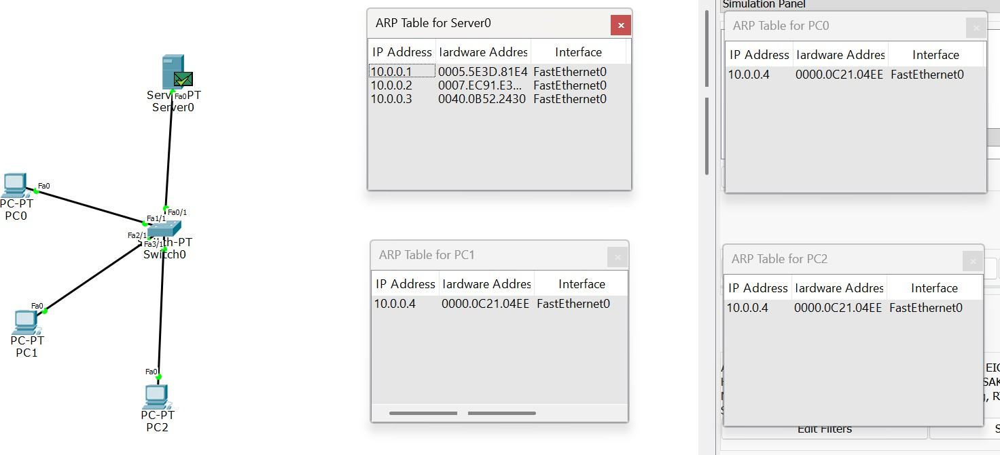 Simulation Panel
ARP Table for Server0
IP Address Iardware Addres Interface
10.0.0.1 0005.5E3D.81E4 FastEthernet0
10.0.0.2 0007.EC91.E3... FastEthernet0
10.0.0.3 0040.0B52.2430 FastEthernet0
ARP Table for PC0
IP Address Iardware Addres Interface
10.0.0.4 0000.0C21.04EE FastEthernet0
Fa0 PT
Server0
Fa0
PC-PT
PC0
Fa0/1
Fa1/1
Fa2/1
Fa3/1
Switch0
Fa0
PC-PT
PC1
Fa0
PC-PT
PC2
ARP Table for PC1
IP Address Iardware Addres Interface
10.0.0.4 0000.0C21.04EE FastEthernet0
ARP Table for PC2
IP Address Iardware Addres Interface
10.0.0.4 0000.0C21.04EE FastEthernet0
Edit Filters